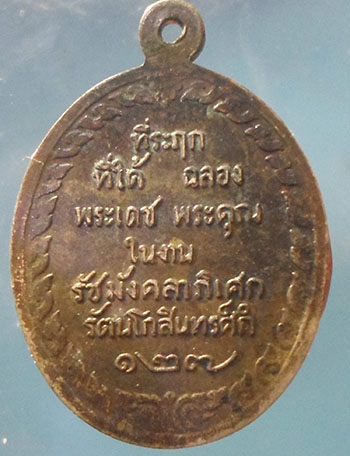 ที่ระฦก
ที่ได้ ฉลอง
พระเดช พระคุณ
ในงาน
รัชมังคลาภิเศก
รัตนโกสินทรศ๊ก
๑๒๗